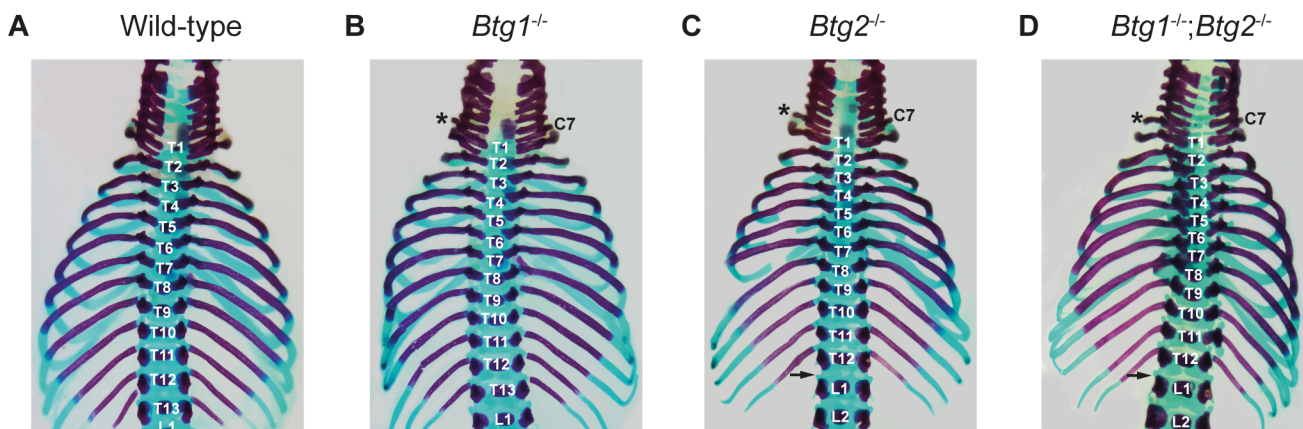 A Wild-type
B Btg1-/-
C Btg2-/-
D Btg1-/-;Btg2-/-
T1
T2
T3
T4
T5
T6
T7
T8
T9
T10
T11
T12
T13
L1
*
C7
T1
T2
T3
T4
T5
T6
T7
T8
T9
T10
T11
T12
T13
L1
*
C7
T1
T2
T3
T4
T5
T6
T7
T8
T9
T10
T11
T12
L1
L2
*
C7
T1
T2
T3
T4
T5
T6
T7
T8
T9
T10
T11
T12
L1
L2